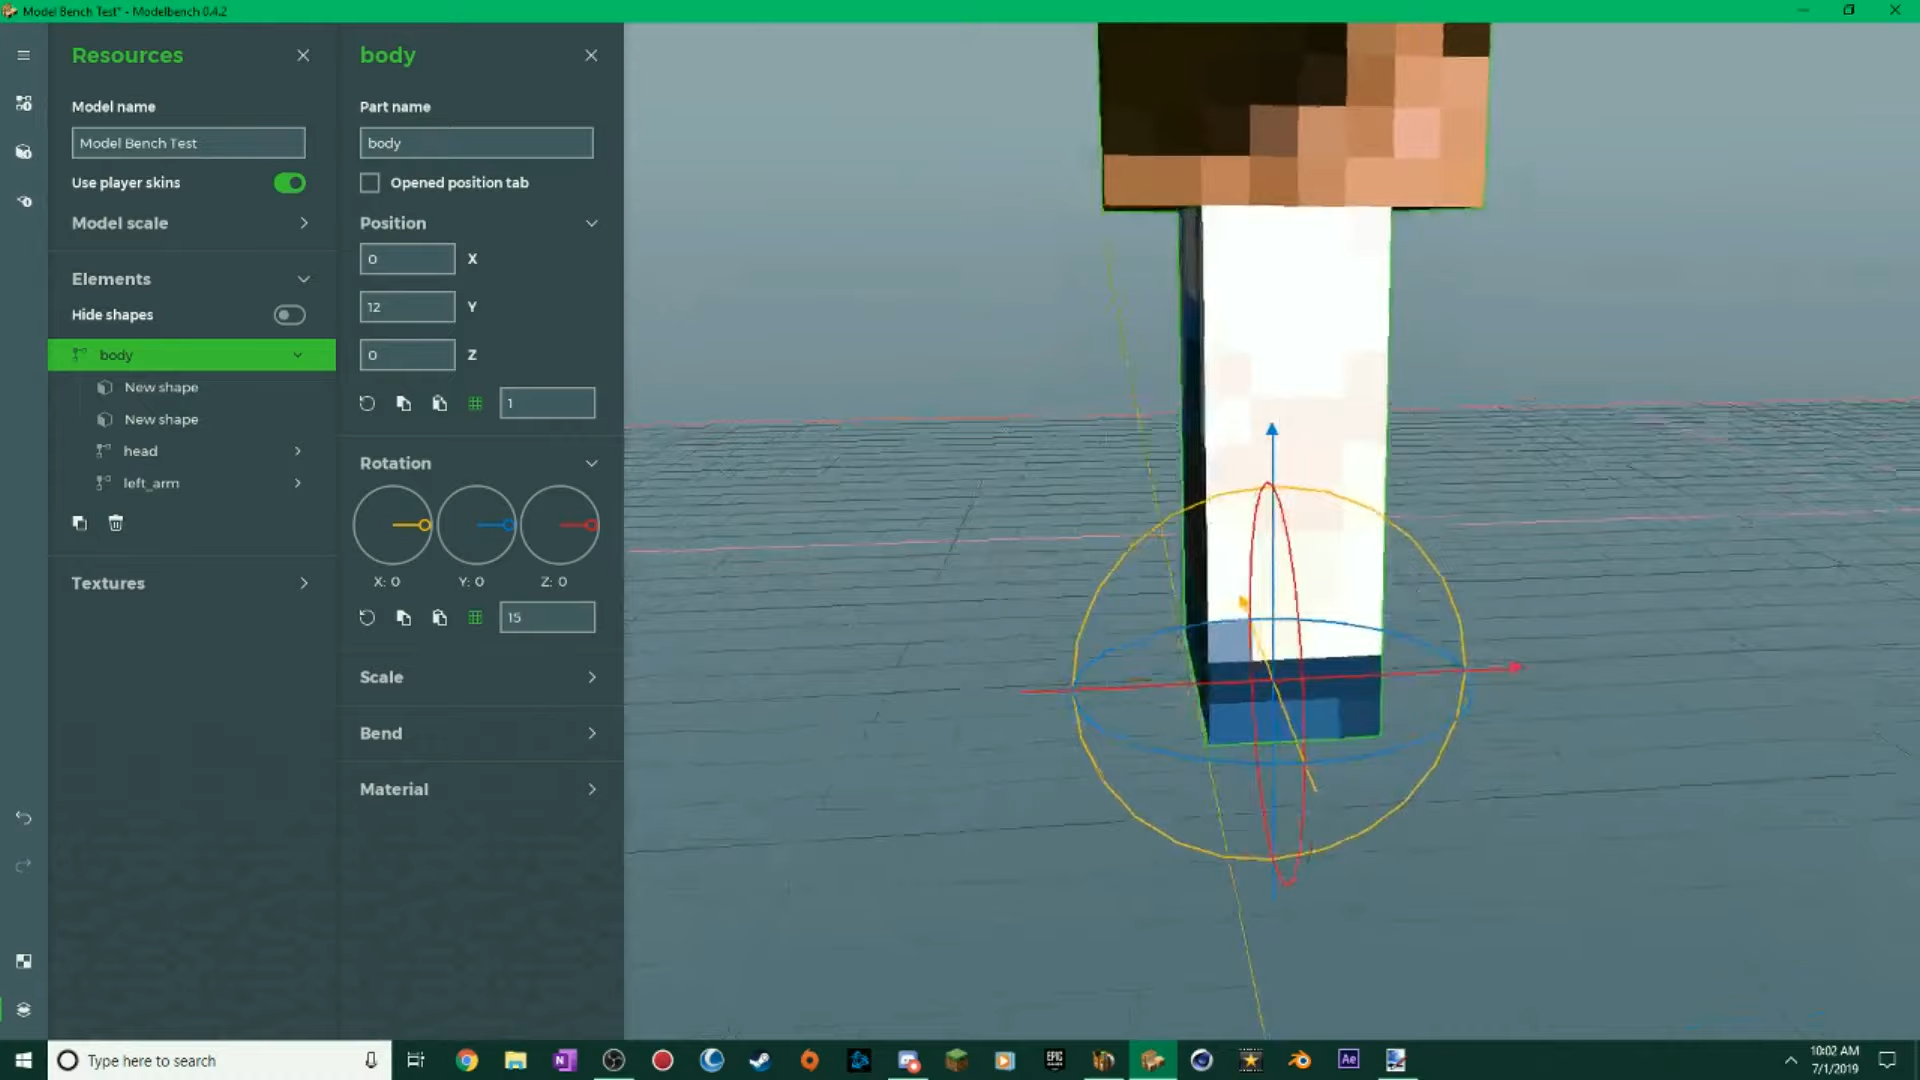 Model Bench Test* - Modelbench 0.4.2
Resources
Model name
Model Bench Test
Use player skins
Model scale
Elements
Hide shapes
body
New shape
New shape
head
left_arm
Textures
body
Part name
body
Opened position tab
Position
0 X
12 Y
0 Z
1
Rotation
X: 0 Y: 0 Z: 0
15
Scale
Bend
Material
Type here to search
N
EPIC GAMES
Ae
10:02 AM
7/1/2019